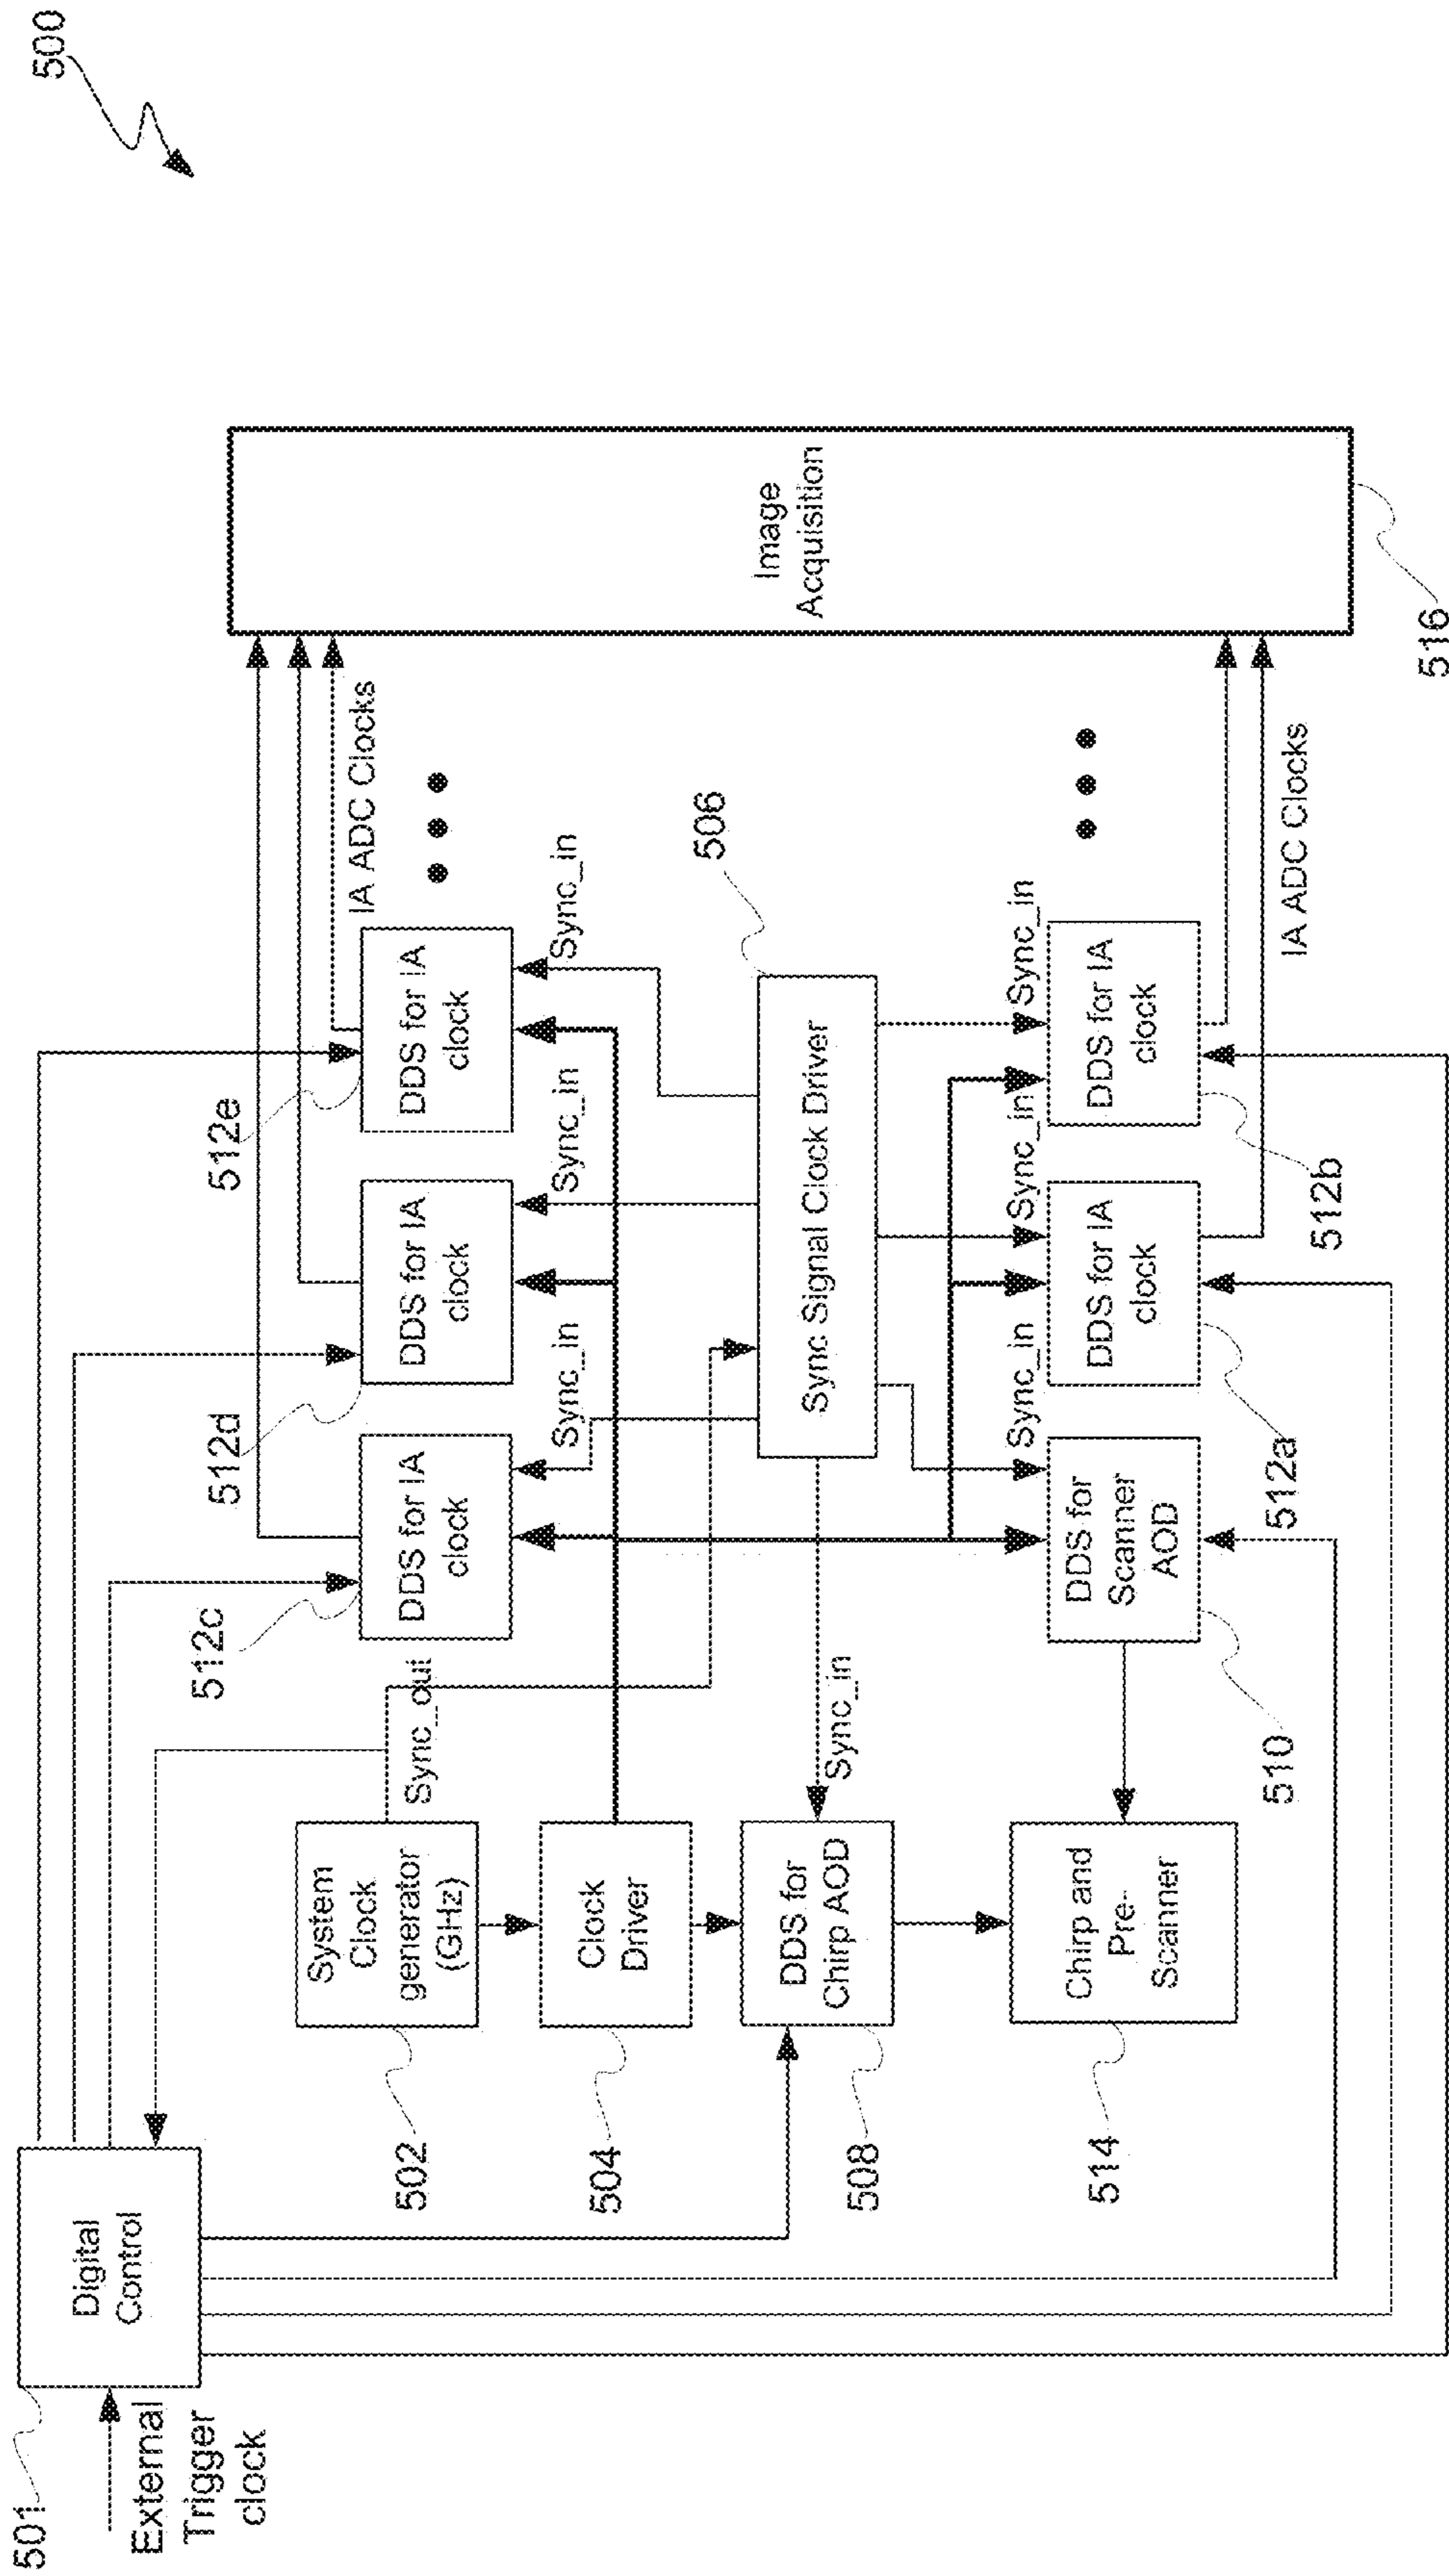 500
501
External
Trigger
clock
Digital
Control
512c
512d
512e
DDS for IA
clock
DDS for IA
clock
DDS for IA
clock
IA ADC Clocks
Sync_out
Sync_in
Sync_in
Sync_in
System
Clock
generator
(GHz)
502
Clock
Driver
504
506
Sync Signal Clock Driver
Image
Acquisition
516
DDS for
Chirp AOD
508
Sync_in
Sync_in
Sync_in
Sync_in
Chirp and
Pre-
Scanner
514
DDS for
Scanner
AOD
510
DDS for IA
clock
512a
DDS for IA
clock
512b
IA ADC Clocks